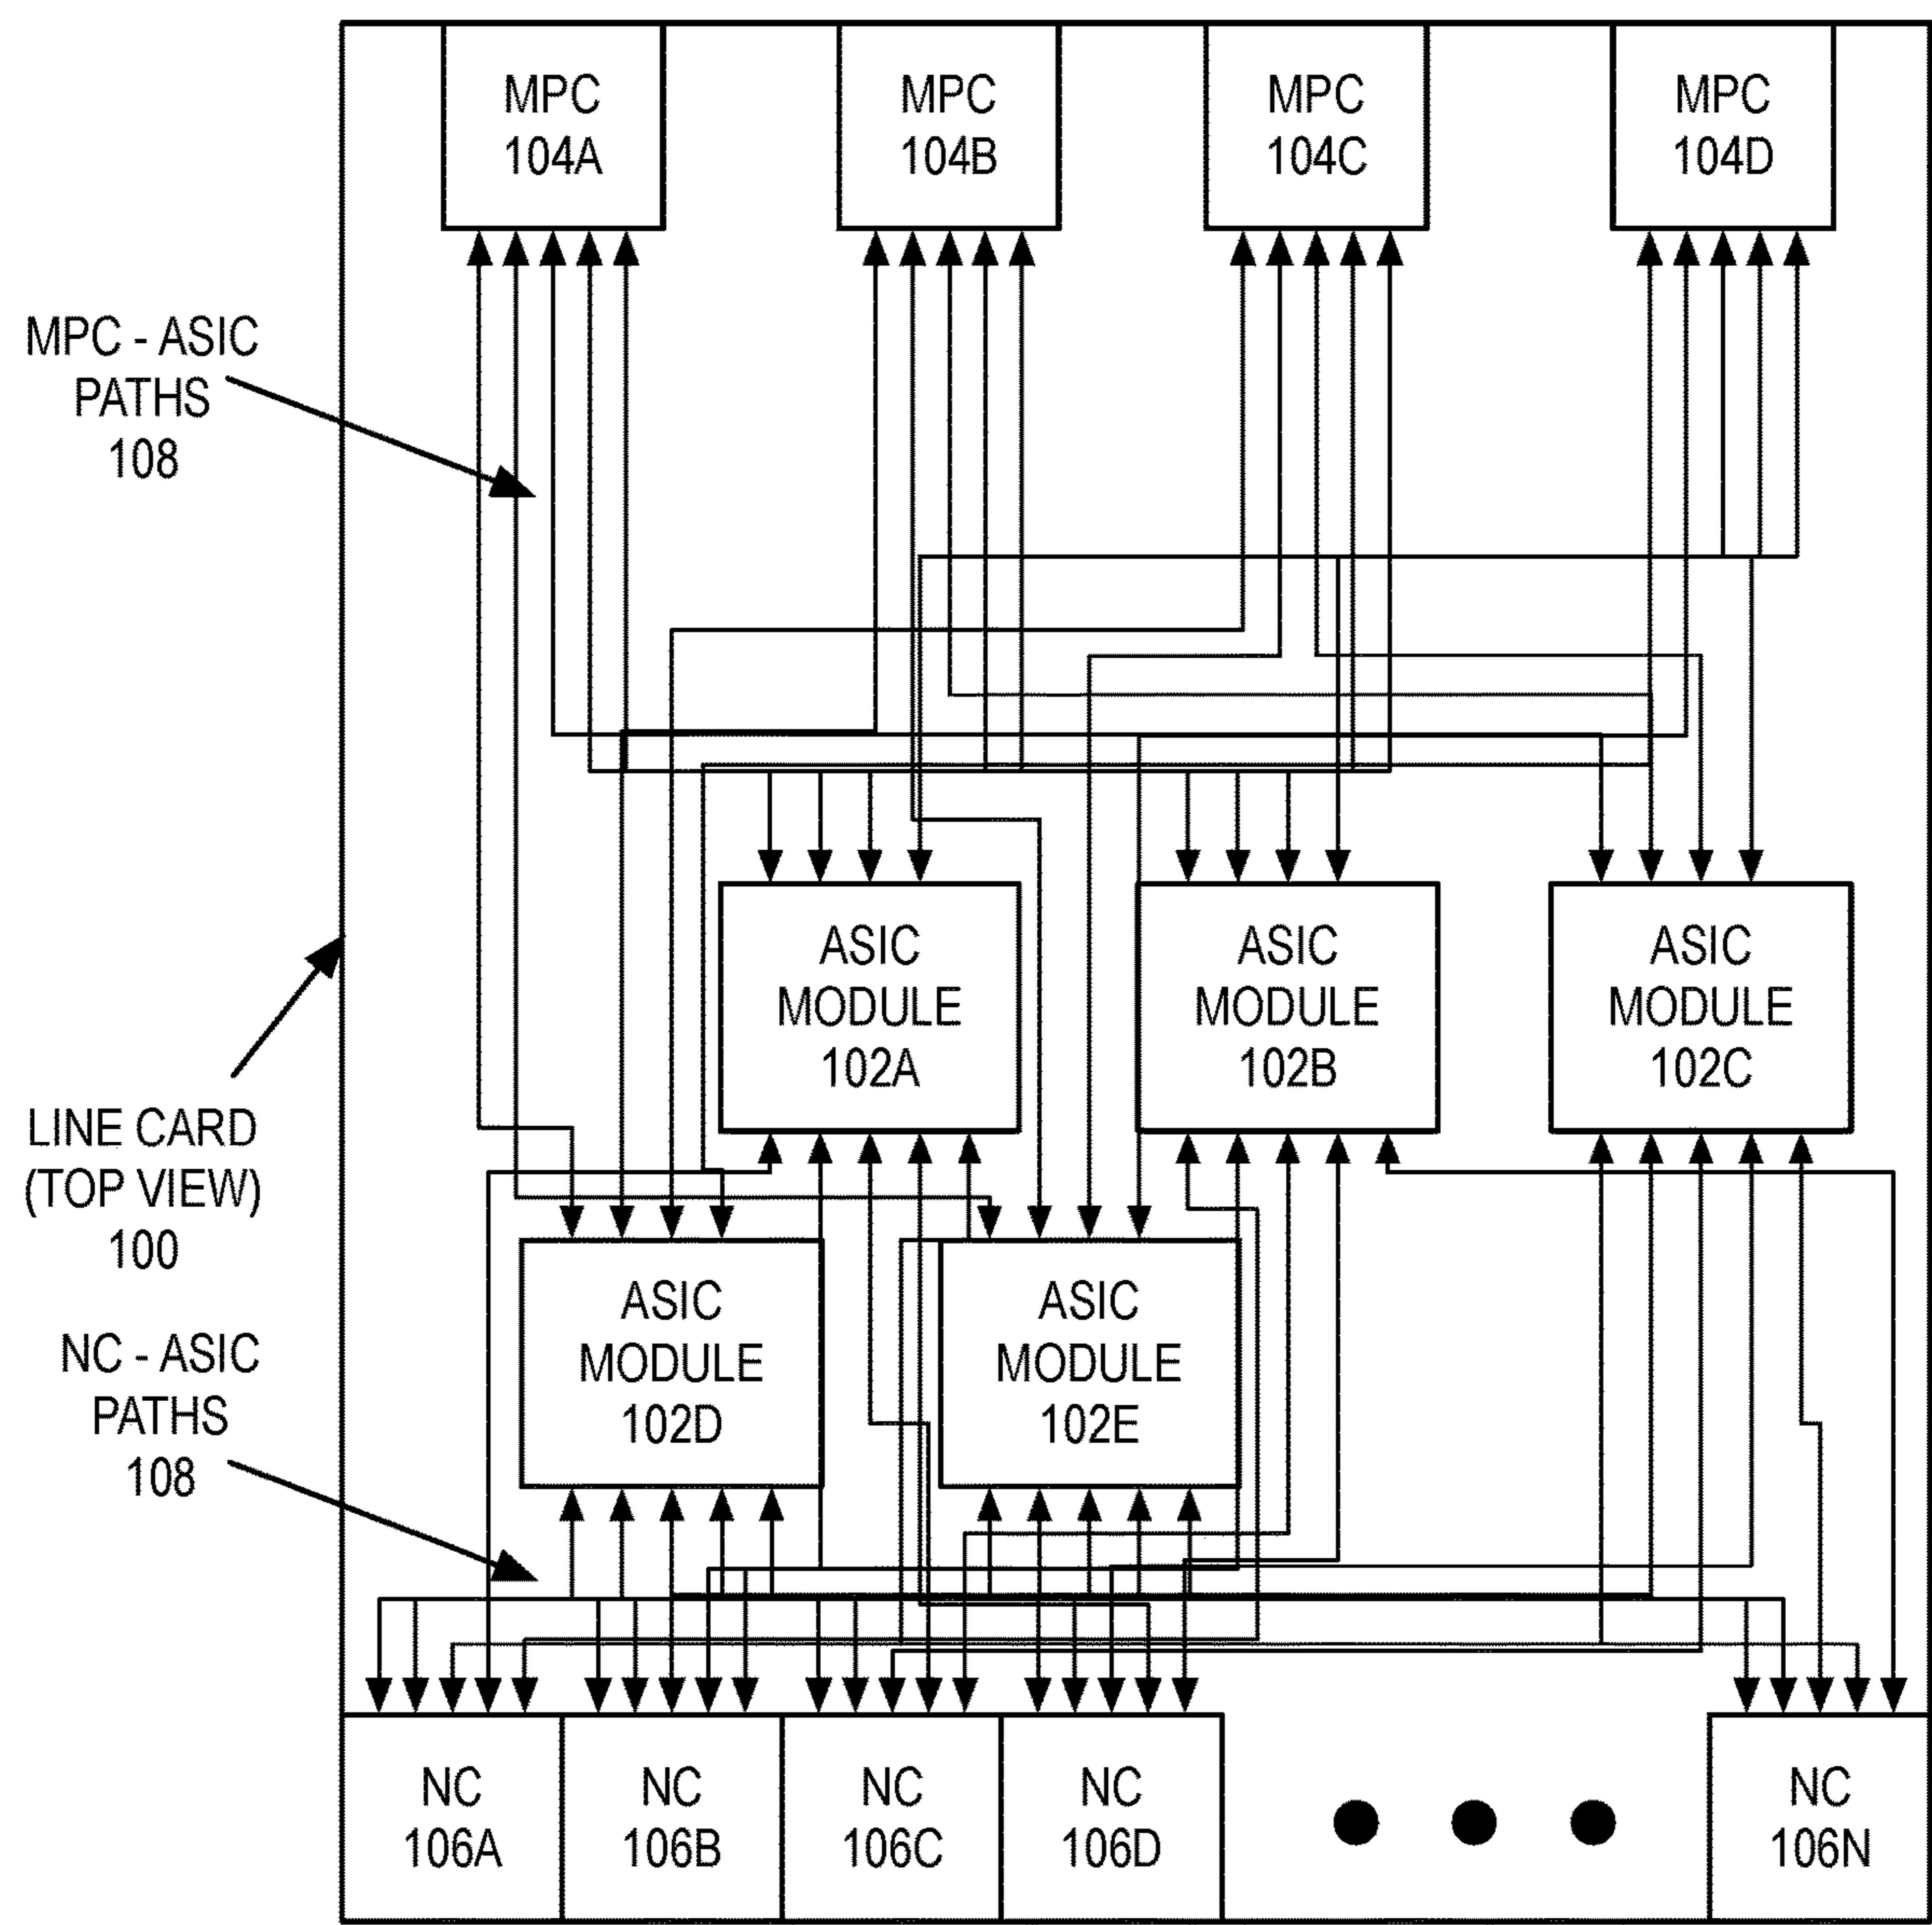 MPC
104A
MPC
104B
MPC
104C
MPC
104D
MPC - ASIC
PATHS
108
ASIC
MODULE
102A
ASIC
MODULE
102B
ASIC
MODULE
102C
LINE CARD
(TOP VIEW)
100
ASIC
MODULE
102D
ASIC
MODULE
102E
NC - ASIC
PATHS
108
NC
106A
NC
106B
NC
106C
NC
106D
NC
106N